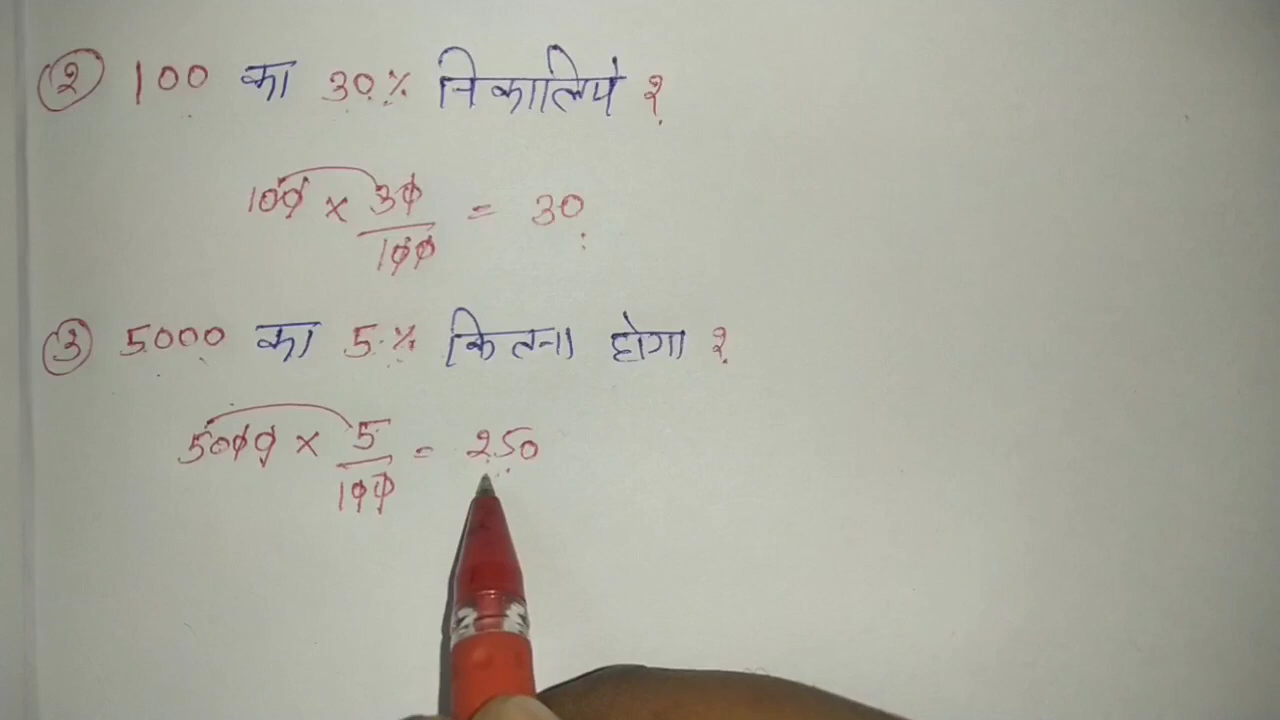 ② 100 का 30% निकालिये ?
100 × 30/100 = 30
③ 5000 का 5% कितना होगा ?
5000 × 5/100 = 250